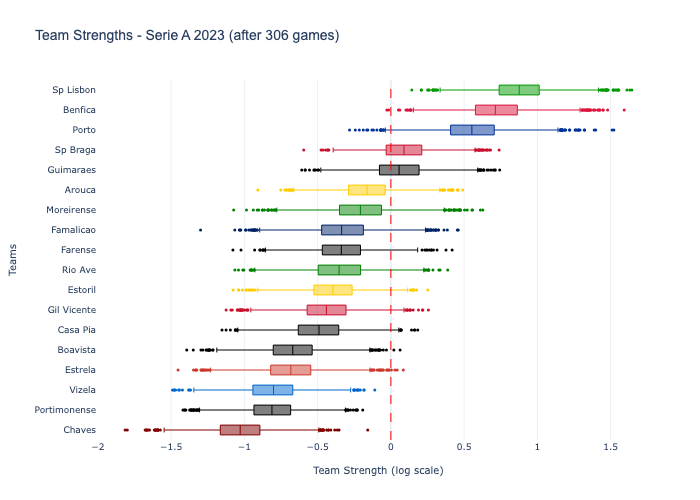 Team Strengths - Serie A 2023 (after 306 games)
Sp Lisbon
Benfica
Porto
Sp Braga
Guimaraes
Arouca
Moreirense
Famalicao
Farense
Rio Ave
Estoril
Gil Vicente
Casa Pia
Boavista
Estrela
Vizela
Portimonense
Chaves
Teams
−2 −1.5 −1 −0.5 0 0.5 1 1.5
Team Strength (log scale)